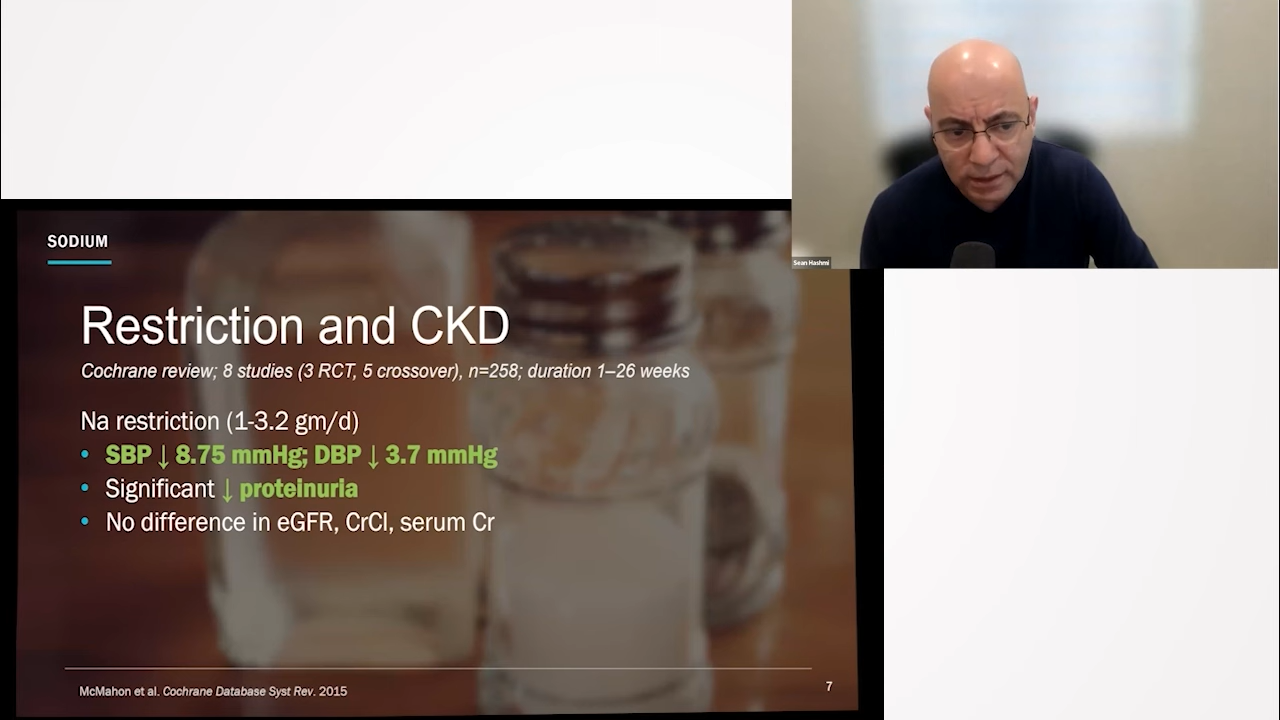 Sean Hashmi
SODIUM
Restriction and CKD
Cochrane review; 8 studies (3 RCT, 5 crossover), n=258; duration 1–26 weeks
Na restriction (1-3.2 gm/d)
• SBP ↓ 8.75 mmHg; DBP ↓ 3.7 mmHg
• Significant ↓ proteinuria
• No difference in eGFR, CrCl, serum Cr
McMahon et al. Cochrane Database Syst Rev. 2015
7